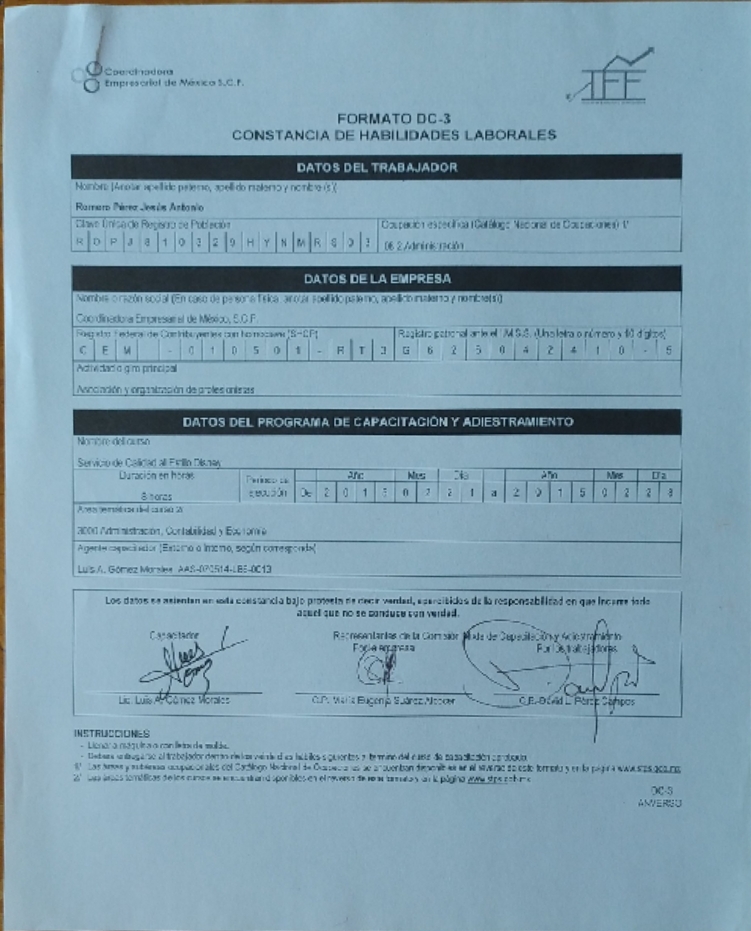 Coordinadora
Empresarial de México S.C.P.
IEE
FORMATO DC-3
CONSTANCIA DE HABILIDADES LABORALES
DATOS DEL TRABAJADOR
Nombre (Anotar apellido paterno, apellido materno y nombre (s))
Romero Pérez Jesús Antonio
Clave Única de Registro de Población
Ocupación específica (Catálogo Nacional de Ocupaciones) 1/
R O P J 8 1 0 3 2 9 H Y N M R S 0 3
08.2 Administración
DATOS DE LA EMPRESA
Nombre o razón social (En caso de persona física, anotar apellido paterno, apellido materno y nombre(s))
Coordinadora Empresarial de México, S.C.P.
Registro Federal de Contribuyentes con homoclave (SHCP)
Registro patronal ante el I.M.S.S. (Una letra o número y 10 dígitos)
C E M - 0 1 0 5 0 1 - R T 3
G 6 2 5 0 4 2 4 1 0 - 5
Actividad o giro principal
Asociación y organización de profesionistas
DATOS DEL PROGRAMA DE CAPACITACIÓN Y ADIESTRAMIENTO
Nombre del curso
Servicio de Calidad al Estilo Disney
Duración en horas
8 horas
Periodo de
ejecución
Año Mes Día Año Mes Día
De 2 0 1 5 0 2 2 8 a 2 0 1 5 0 2 2 8
Área temática del curso 2/
3000 Administración, Contabilidad y Economía
Agente capacitador (Externo o Interno, según corresponda)
Luis A. Gómez Morales
Los datos se asientan en esta constancia bajo protesta de decir verdad, apercibidos de la responsabilidad en que incurre todo
aquel que no se conduce con verdad.
Capacitador
Lic. Luis A. Gómez Morales
Representantes de la Comisión Mixta de Capacitación y Adiestramiento
Por la empresa
Por los trabajadores
C.P. María Eugenia Suárez Alcocer
C.P. David L. Pérez Campos
INSTRUCCIONES
- Llenar a máquina o con letra de molde.
- Deberá entregarse al trabajador dentro de los veinte días hábiles siguientes al término del curso de capacitación aprobado.
1/ Las áreas y subáreas ocupacionales del Catálogo Nacional de Ocupaciones se encuentran disponibles en el reverso de este formato y en la página www.stps.gob.mx
2/ Las áreas temáticas de los cursos se encuentran disponibles en el reverso de este formato y en la página www.stps.gob.mx
DC-3
ANVERSO